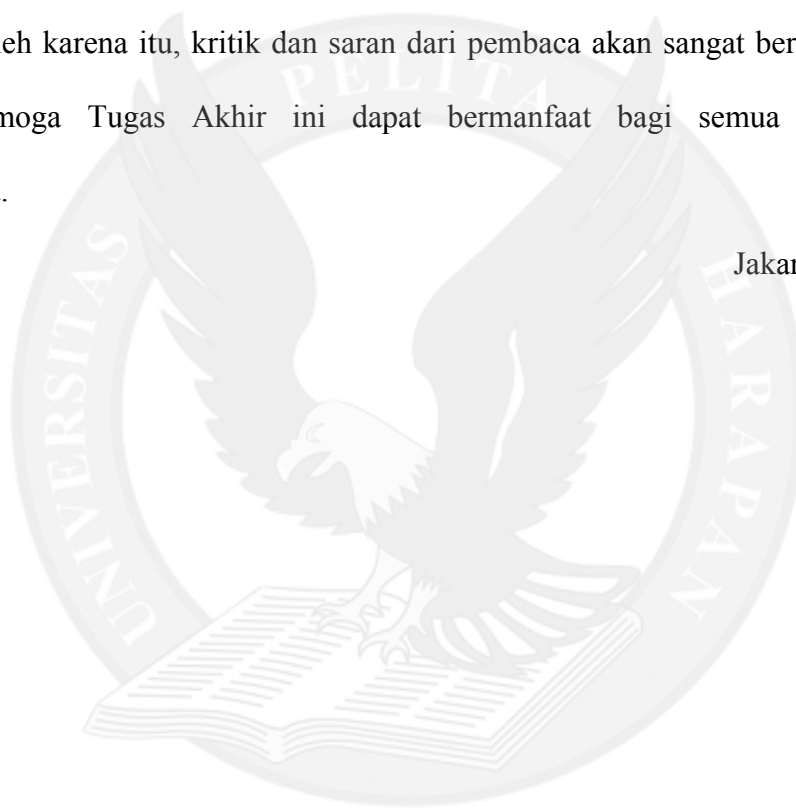 leh karena itu, kritik dan saran dari pembaca akan sangat ber
PELITA
moga Tugas Akhir ini dapat bermanfaat bagi semua
.
Jakar
UNIVERSITAS
HARAPAN